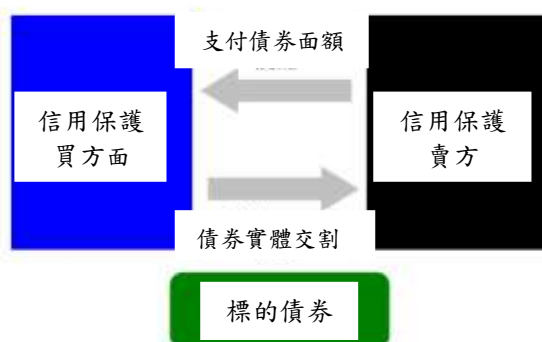 支付債券面額
信用保護
買方面
信用保護
賣方
債券實體交割
標的債券